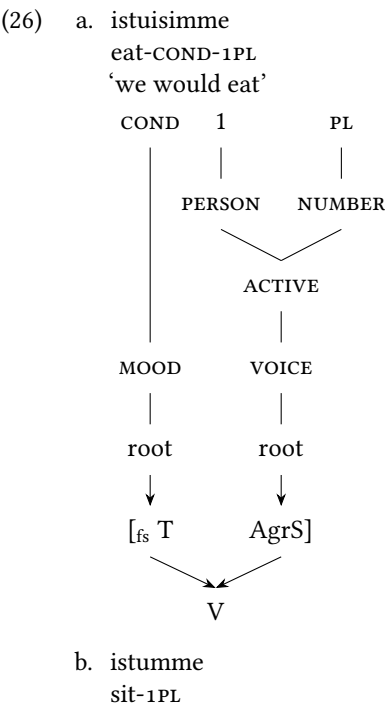 (26) a. istuisimme
eat-COND-1PL
‘we would eat’
COND 1 PL
PERSON NUMBER
ACTIVE
MOOD VOICE
root root
[fs T AgrS]
V
b. istumme
sit-1PL